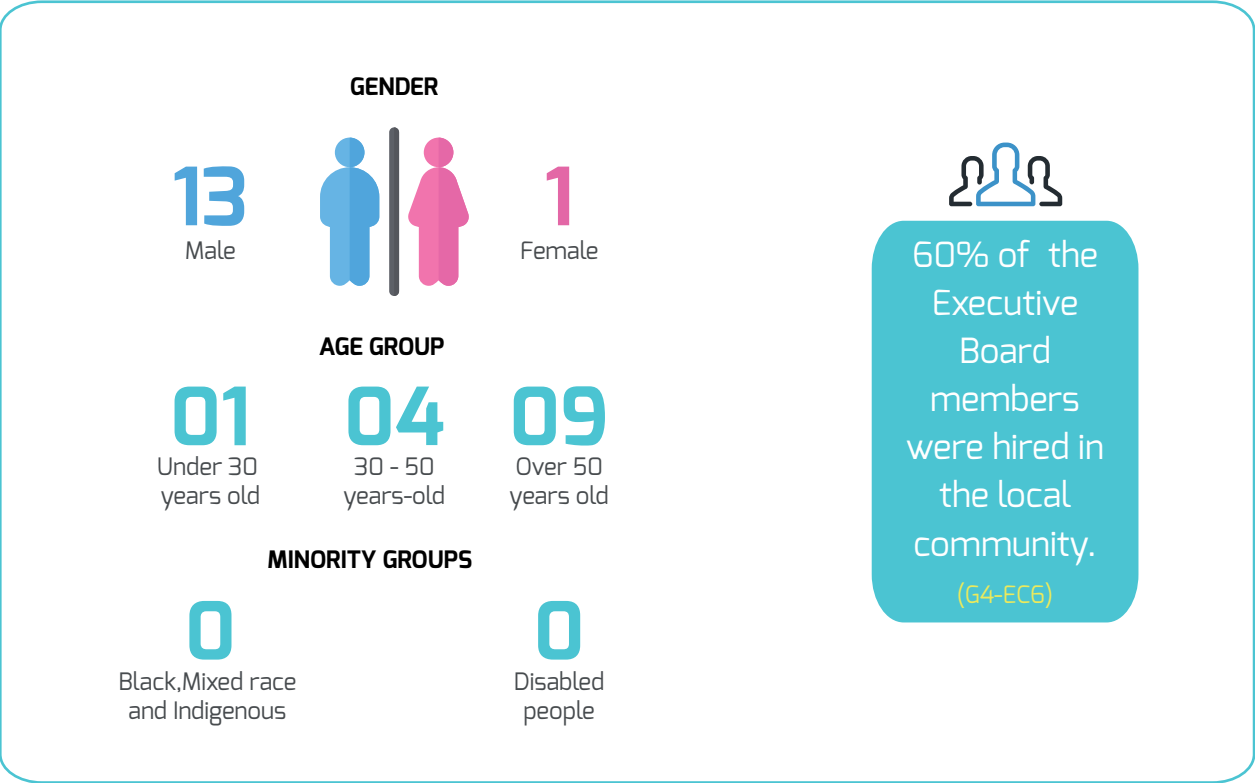 GENDER
13
Male
1
Female
AGE GROUP
01
Under 30
years old
04
30 - 50
years-old
09
Over 50
years old
MINORITY GROUPS
0
Black,Mixed race
and Indigenous
0
Disabled
people
60% of the
Executive
Board
members
were hired in
the local
community.
(G4-EC6)